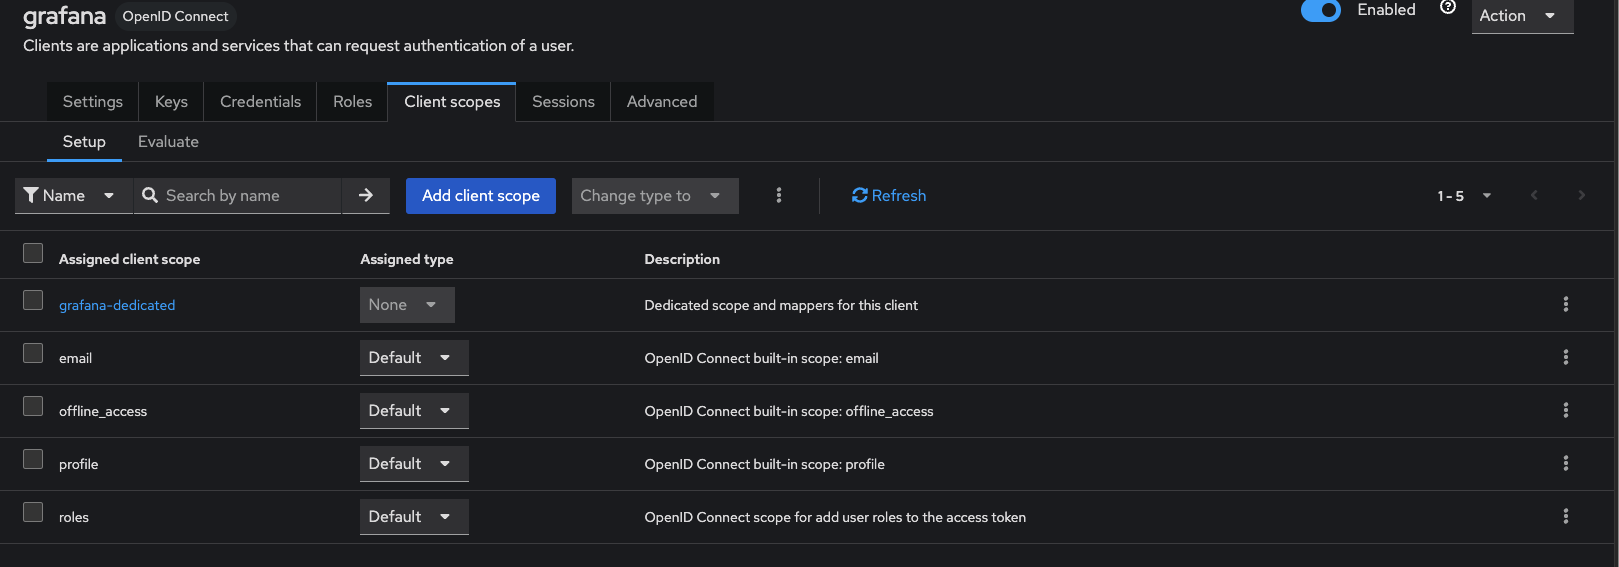 grafana OpenID Connect Enabled Action
Clients are applications and services that can request authentication of a user.
Settings Keys Credentials Roles Client scopes Sessions Advanced
Setup Evaluate
Name Search by name Add client scope Change type to Refresh 1 - 5
Assigned client scope Assigned type Description
grafana-dedicated None Dedicated scope and mappers for this client
email Default OpenID Connect built-in scope: email
offline_access Default OpenID Connect built-in scope: offline_access
profile Default OpenID Connect built-in scope: profile
roles Default OpenID Connect scope for add user roles to the access token